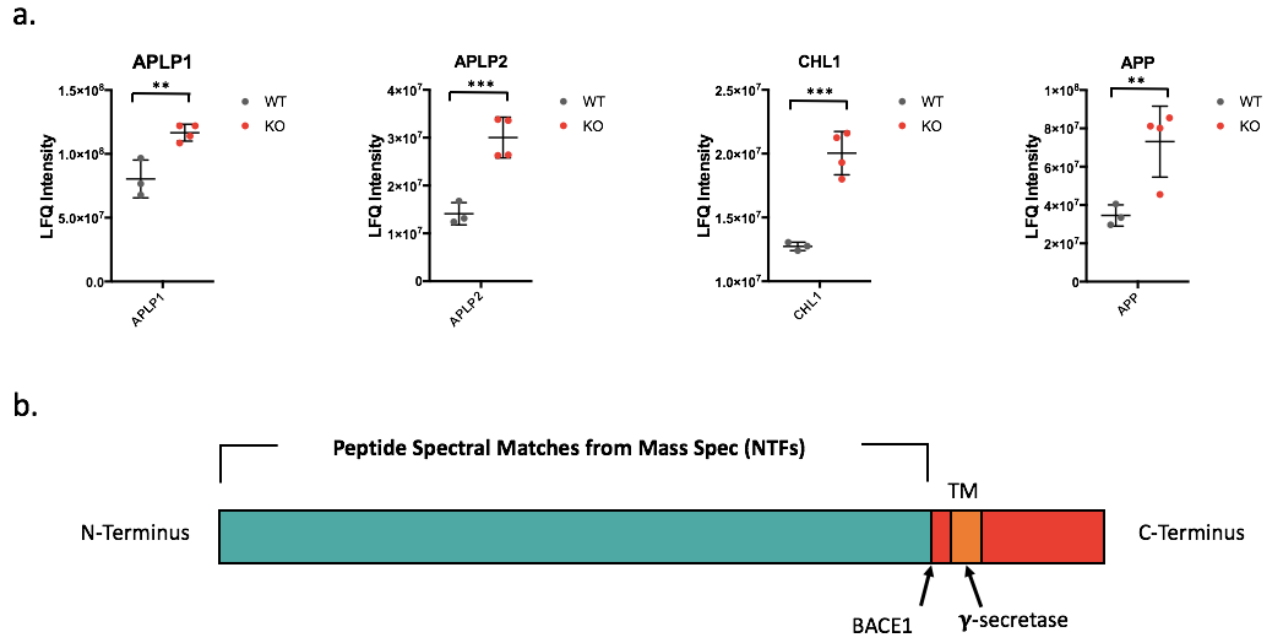 a.
APLP1
**
1.5×10⁸
1.0×10⁸
5.0×10⁷
0.0
LFQ Intensity
APLP1
WT
KO
APLP2
***
4×10⁷
3×10⁷
2×10⁷
1×10⁷
0
LFQ Intensity
APLP2
WT
KO
CHL1
***
2.5×10⁷
2.0×10⁷
1.5×10⁷
1.0×10⁷
LFQ Intensity
CHL1
WT
KO
APP
**
1×10⁸
8×10⁷
6×10⁷
4×10⁷
2×10⁷
0
LFQ Intensity
APP
WT
KO
b.
Peptide Spectral Matches from Mass Spec (NTFs)
TM
N-Terminus
C-Terminus
BACE1
γ-secretase